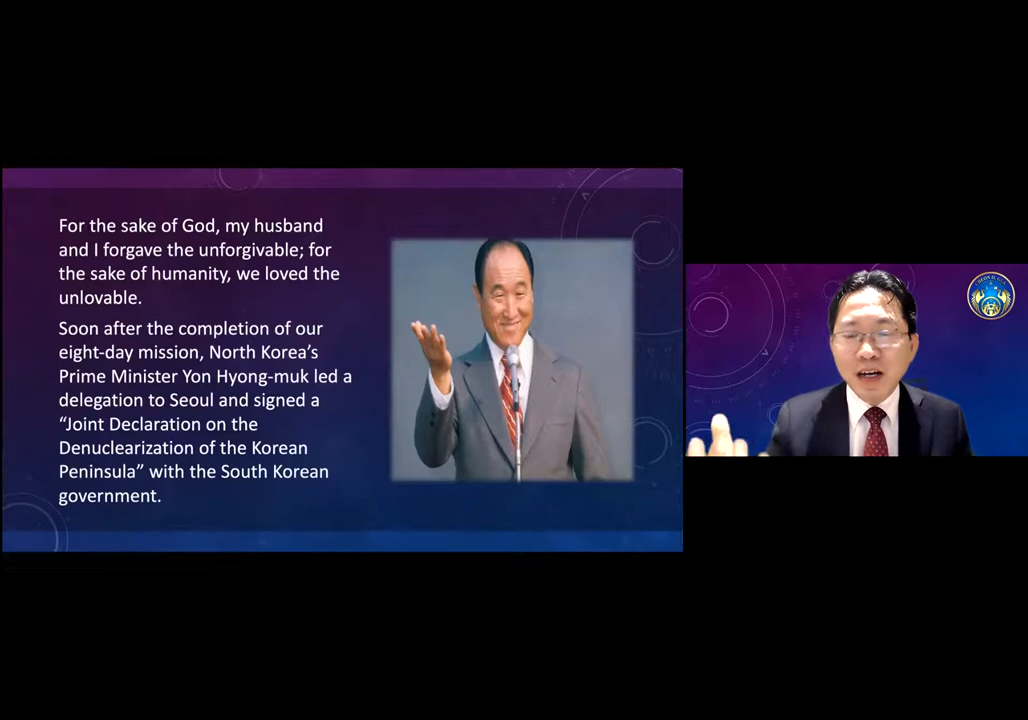 For the sake of God, my husband
and I forgave the unforgivable; for
the sake of humanity, we loved the
unlovable.
Soon after the completion of our
eight-day mission, North Korea’s
Prime Minister Yon Hyong-muk led a
delegation to Seoul and signed a
“Joint Declaration on the
Denuclearization of the Korean
Peninsula” with the South Korean
government.